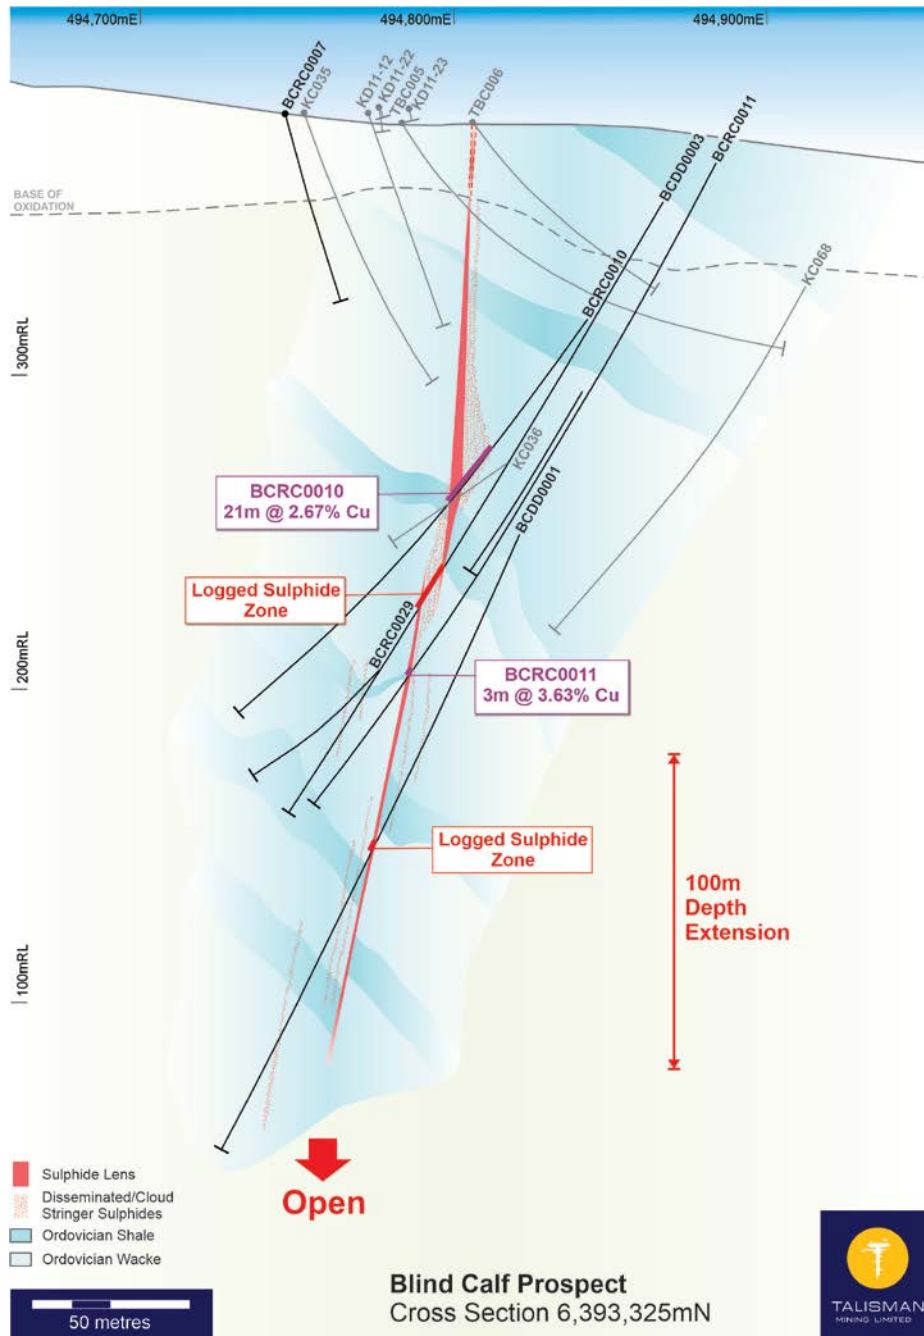 494,700mE
494,800mE
494,900mE
BCRC0007
KC035
KD11-12
KD11-22
TBC005
KD11-23
TBC006
BCDD0003
BCRC0011
BASE OF
OXIDATION
KC068
BCRC0010
300mRL
KC036
BCRC0010
21m @ 2.67% Cu
BCDD0001
Logged Sulphide
Zone
BCRC0029
200mRL
BCRC0011
3m @ 3.63% Cu
Logged Sulphide
Zone
100m
Depth
Extension
100mRL
Open
Sulphide Lens
Disseminated/Cloud
Stringer Sulphides
Ordovician Shale
Ordovician Wacke
50 metres
Blind Calf Prospect
Cross Section 6,393,325mN
TALISMAN
MINING LIMITED